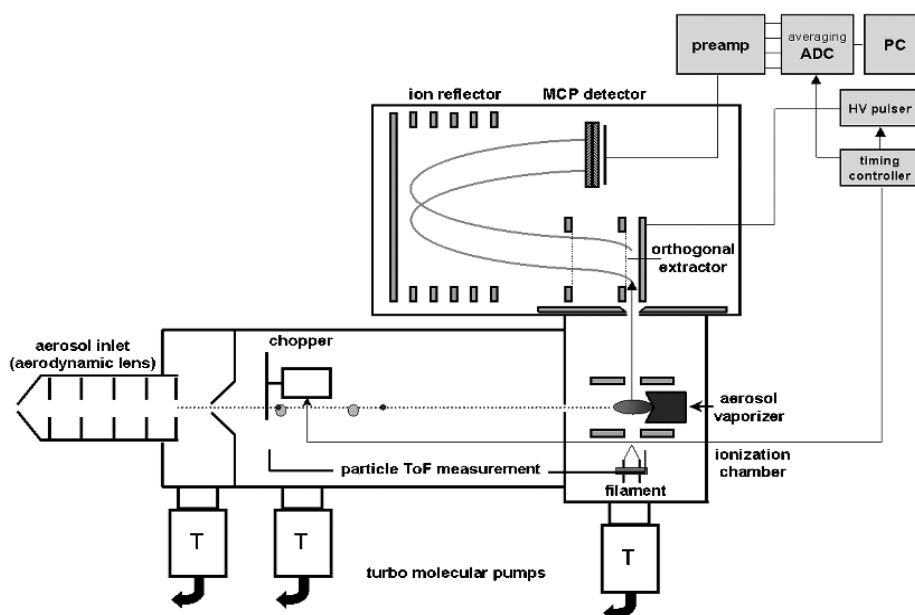 preamp
averaging
ADC
PC
ion reflector
MCP detector
HV pulser
timing
controller
orthogonal
extractor
aerosol inlet
(aerodynamic lens)
chopper
aerosol
vaporizer
particle ToF measurement
ionization
chamber
filament
T
T
T
turbo molecular pumps